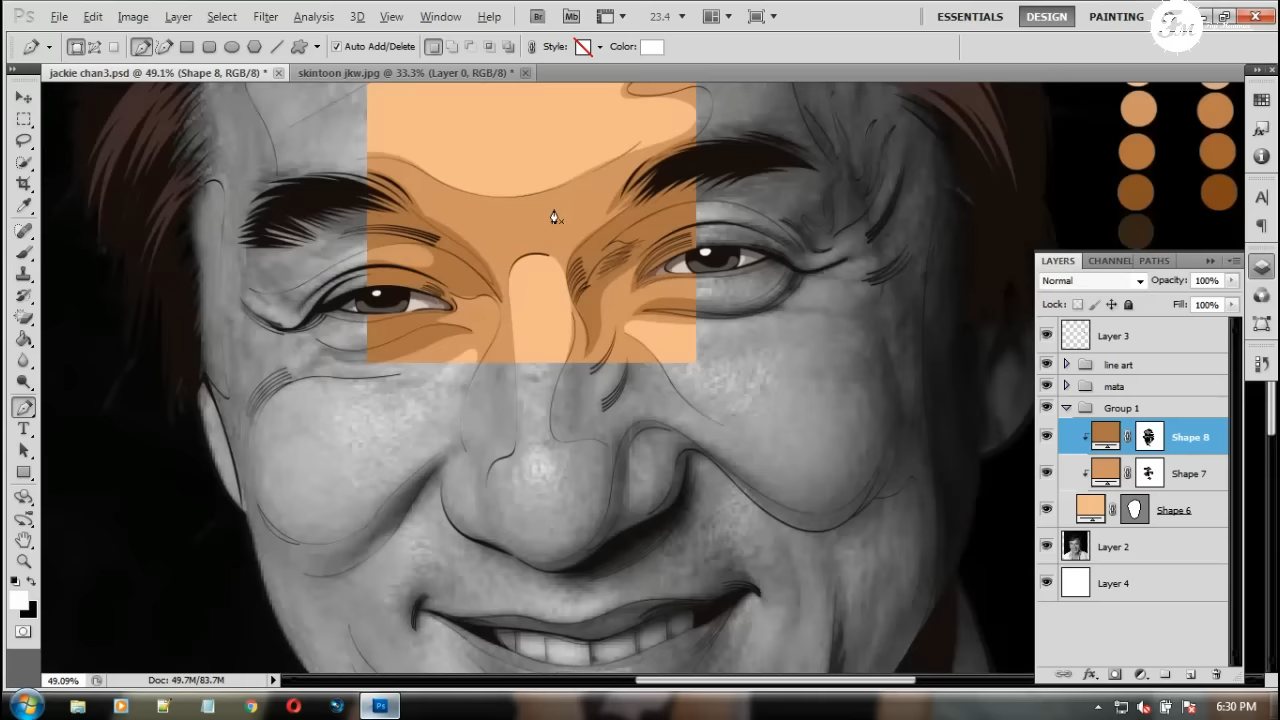 Ps File Edit Image Layer Select Filter Analysis 3D View Window Help Br Mb 23.4 ESSENTIALS DESIGN PAINTING
Auto Add/Delete Style: Color:
jackie chan3.psd @ 49.1% (Shape 8, RGB/8) * skintoon jkw.jpg @ 33.3% (Layer 0, RGB/8) *
LAYERS CHANNEL PATHS
Normal Opacity: 100%
Lock: Fill: 100%
Layer 3
line art
mata
Group 1
Shape 8
Shape 7
Shape 6
Layer 2
Layer 4
49.09% Doc: 49.7M/83.7M
6:30 PM